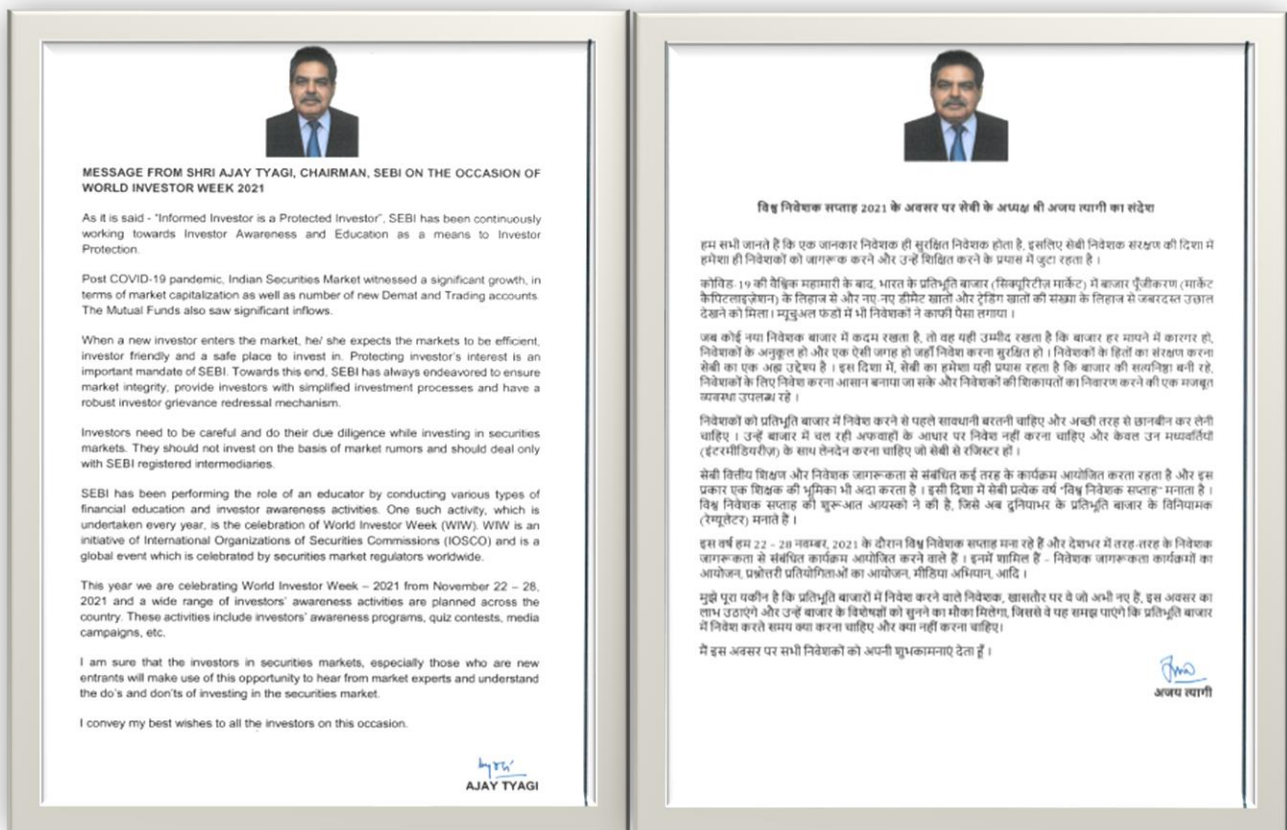 MESSAGE FROM SHRI AJAY TYAGI, CHAIRMAN, SEBI ON THE OCCASION OF
WORLD INVESTOR WEEK 2021
As it is said - "Informed Investor is a Protected Investor", SEBI has been continuously
working towards Investor Awareness and Education as a means to Investor
Protection.
Post COVID-19 pandemic, Indian Securities Market witnessed a significant growth, in
terms of market capitalization as well as number of new Demat and Trading accounts.
The Mutual Funds also saw significant inflows.
When a new investor enters the market, he/ she expects the markets to be efficient,
investor friendly and a safe place to invest in. Protecting investor's interest is an
important mandate of SEBI. Towards this end, SEBI has always endeavored to ensure
market integrity, provide investors with simplified investment processes and have a
robust investor grievance redressal mechanism.
Investors need to be careful and do their due diligence while investing in securities
markets. They should not invest on the basis of market rumors and should deal only
with SEBI registered intermediaries.
SEBI has been performing the role of an educator by conducting various types of
financial education and investor awareness activities. One such activity, which is
undertaken every year, is the celebration of World Investor Week (WIW). WIW is an
initiative of International Organizations of Securities Commissions (IOSCO) and is a
global event which is celebrated by securities market regulators worldwide.
This year we are celebrating World Investor Week – 2021 from November 22 – 28,
2021 and a wide range of investors' awareness activities are planned across the
country. These activities include investors' awareness programs, quiz contests, media
campaigns, etc.
I am sure that the investors in securities markets, especially those who are new
entrants will make use of this opportunity to hear from market experts and understand
the do's and don'ts of investing in the securities market.
I convey my best wishes to all the investors on this occasion.
AJAY TYAGI
विश्व निवेशक सप्ताह 2021 के अवसर पर सेबी के अध्यक्ष श्री अजय त्यागी का संदेश
हम सभी जानते हैं कि एक जानकार निवेशक ही सुरक्षित निवेशक होता है, इसलिए सेबी निवेशक संरक्षण की दिशा में
हमेशा ही निवेशकों को जागरूक करने और उन्हें शिक्षित करने के प्रयास में जुटा रहता है ।
कोविड-19 की वैश्विक महामारी के बाद, भारत के प्रतिभूति बाजार (सिक्यूरिटीज़ मार्केट) में बाजार पूँजीकरण (मार्केट
कैपिटलाइज़ेशन) के लिहाज से और नए-नए डीमैट खातों और ट्रेडिंग खातों की संख्या के लिहाज से जबरदस्त उछाल
देखने को मिला। म्यूचुअल फंडों में भी निवेशकों ने काफी पैसा लगाया ।
जब कोई नया निवेशक बाजार में कदम रखता है, तो वह यही उम्मीद रखता है कि बाजार हर मायने में कारगर हो,
निवेशकों के अनुकूल हो और एक ऐसी जगह हो जहाँ निवेश करना सुरक्षित हो । निवेशकों के हितों का संरक्षण करना
सेबी का एक अहम उद्देश्य है । इस दिशा में, सेबी का हमेशा यही प्रयास रहता है कि बाजार की सत्यनिष्ठा बनी रहे,
निवेशकों के लिए निवेश करना आसान बनाया जा सके और निवेशकों की शिकायतों का निवारण करने की एक मजबूत
व्यवस्था उपलब्ध रहे ।
निवेशकों को प्रतिभूति बाजार में निवेश करने से पहले सावधानी बरतनी चाहिए और अच्छी तरह से छानबीन कर लेनी
चाहिए । उन्हें बाजार में चल रही अफवाहों के आधार पर निवेश नहीं करना चाहिए और केवल उन मध्यवर्तियों
(इंटरमीडियरीज़) के साथ लेनदेन करना चाहिए जो सेबी से रजिस्टर हों ।
सेबी वित्तीय शिक्षण और निवेशक जागरूकता से संबंधित कई तरह के कार्यक्रम आयोजित करता रहता है और इस
प्रकार एक शिक्षक की भूमिका भी अदा करता है । इसी दिशा में सेबी प्रत्येक वर्ष "विश्व निवेशक सप्ताह" मनाता है ।
विश्व निवेशक सप्ताह की शुरूआत आयस्को ने की है, जिसे अब दुनियाभर के प्रतिभूति बाजार के विनियामक
(रेग्यूलेटर) मनाते हैं ।
इस वर्ष हम 22 – 28 नवम्बर, 2021 के दौरान विश्व निवेशक सप्ताह मना रहे हैं और देशभर में तरह-तरह के निवेशक
जागरूकता से संबंधित कार्यक्रम आयोजित करने वाले हैं । इनमें शामिल हैं - निवेशक जागरूकता कार्यक्रमों का
आयोजन, प्रश्नोत्तरी प्रतियोगिताओं का आयोजन, मीडिया अभियान, आदि ।
मुझे पूरा यकीन है कि प्रतिभूति बाजारों में निवेश करने वाले निवेशक, खासतौर पर वे जो अभी नए हैं, इस अवसर का
लाभ उठाएंगे और उन्हें बाजार के विशेषज्ञों को सुनने का मौका मिलेगा, जिससे वे यह समझ पाएंगे कि प्रतिभूति बाजार
में निवेश करते समय क्या करना चाहिए और क्या नहीं करना चाहिए।
मैं इस अवसर पर सभी निवेशकों को अपनी शुभकामनाएं देता हूँ ।
अजय त्यागी